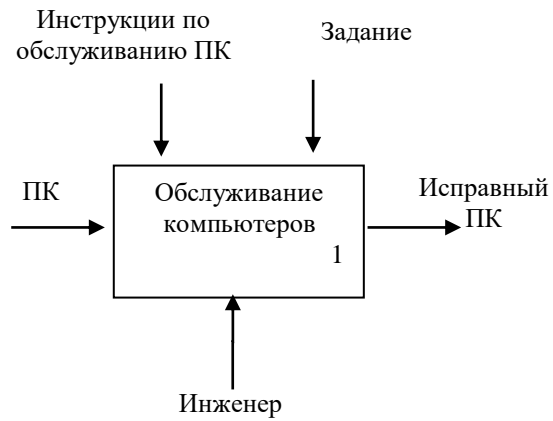 Инструкции по
обслуживанию ПК
Задание
ПК
Обслуживание
компьютеров
1
Исправный
ПК
Инженер